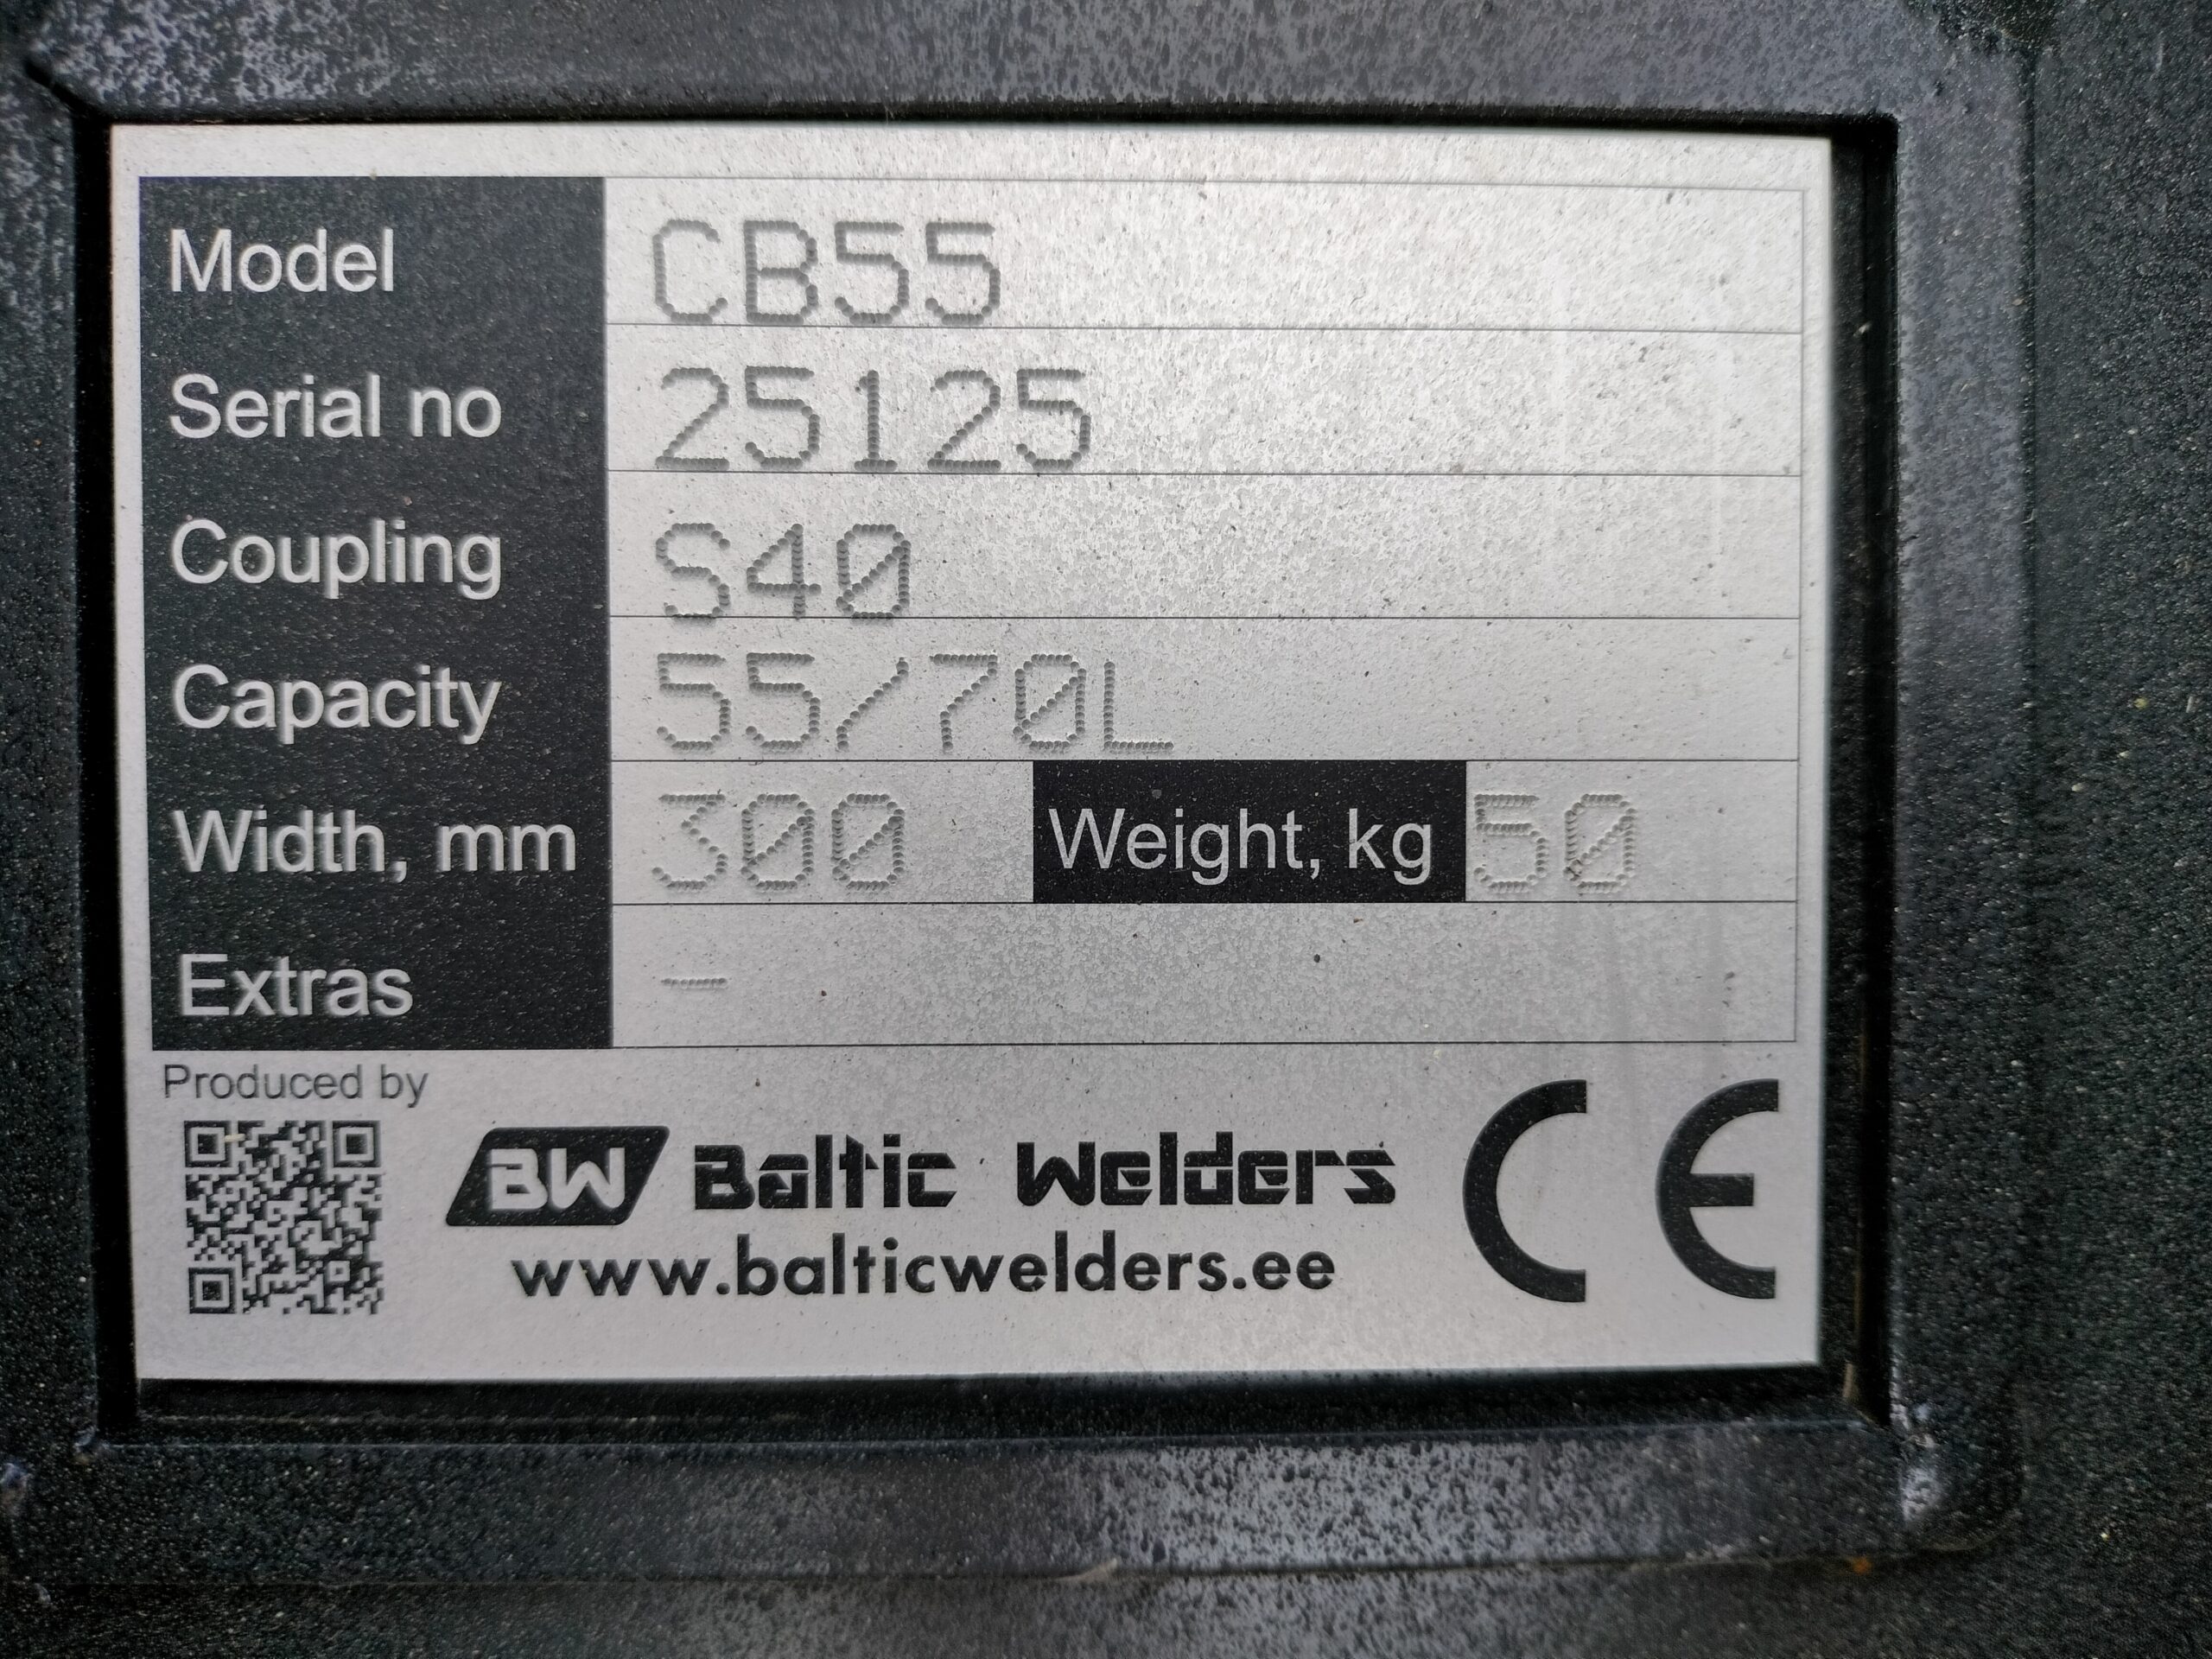 Model CB55
Serial no 25125
Coupling S40
Capacity 55/70L
Width, mm 300 Weight, kg 50
Extras -
Produced by
BW Baltic Welders CE
www.balticwelders.ee